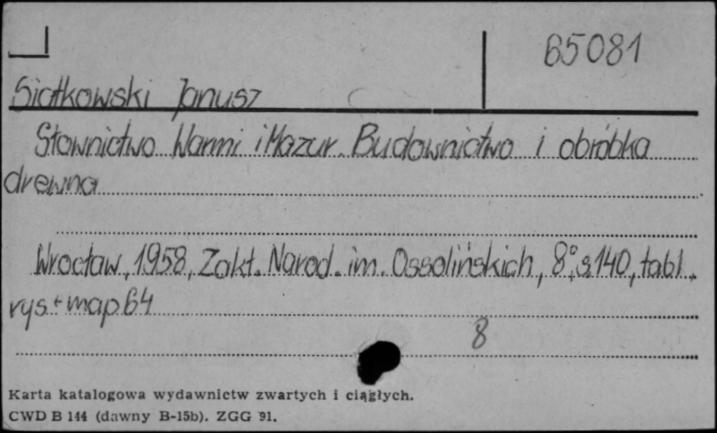 65081
Siatkowski Janusz
Słownictwo Warmi i Mazur. Budownictwo i obróbka
drewna
Wrocław, 1958, Zakł. Narod. im. Ossolińskich, 8°, s. 140, tabl.,
rys + map 64
8
Karta katalogowa wydawnictw zwartych i ciągłych.
CWD B 144 (dawny B-15b). ZGG 91.